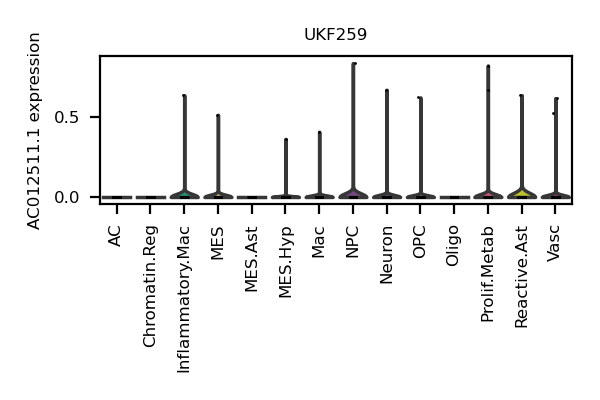 UKF259
AC012511.1 expression
0.5
0.0
AC
Chromatin.Reg
Inflammatory.Mac
MES
MES.Ast
MES.Hyp
Mac
NPC
Neuron
OPC
Oligo
Prolif.Metab
Reactive.Ast
Vasc